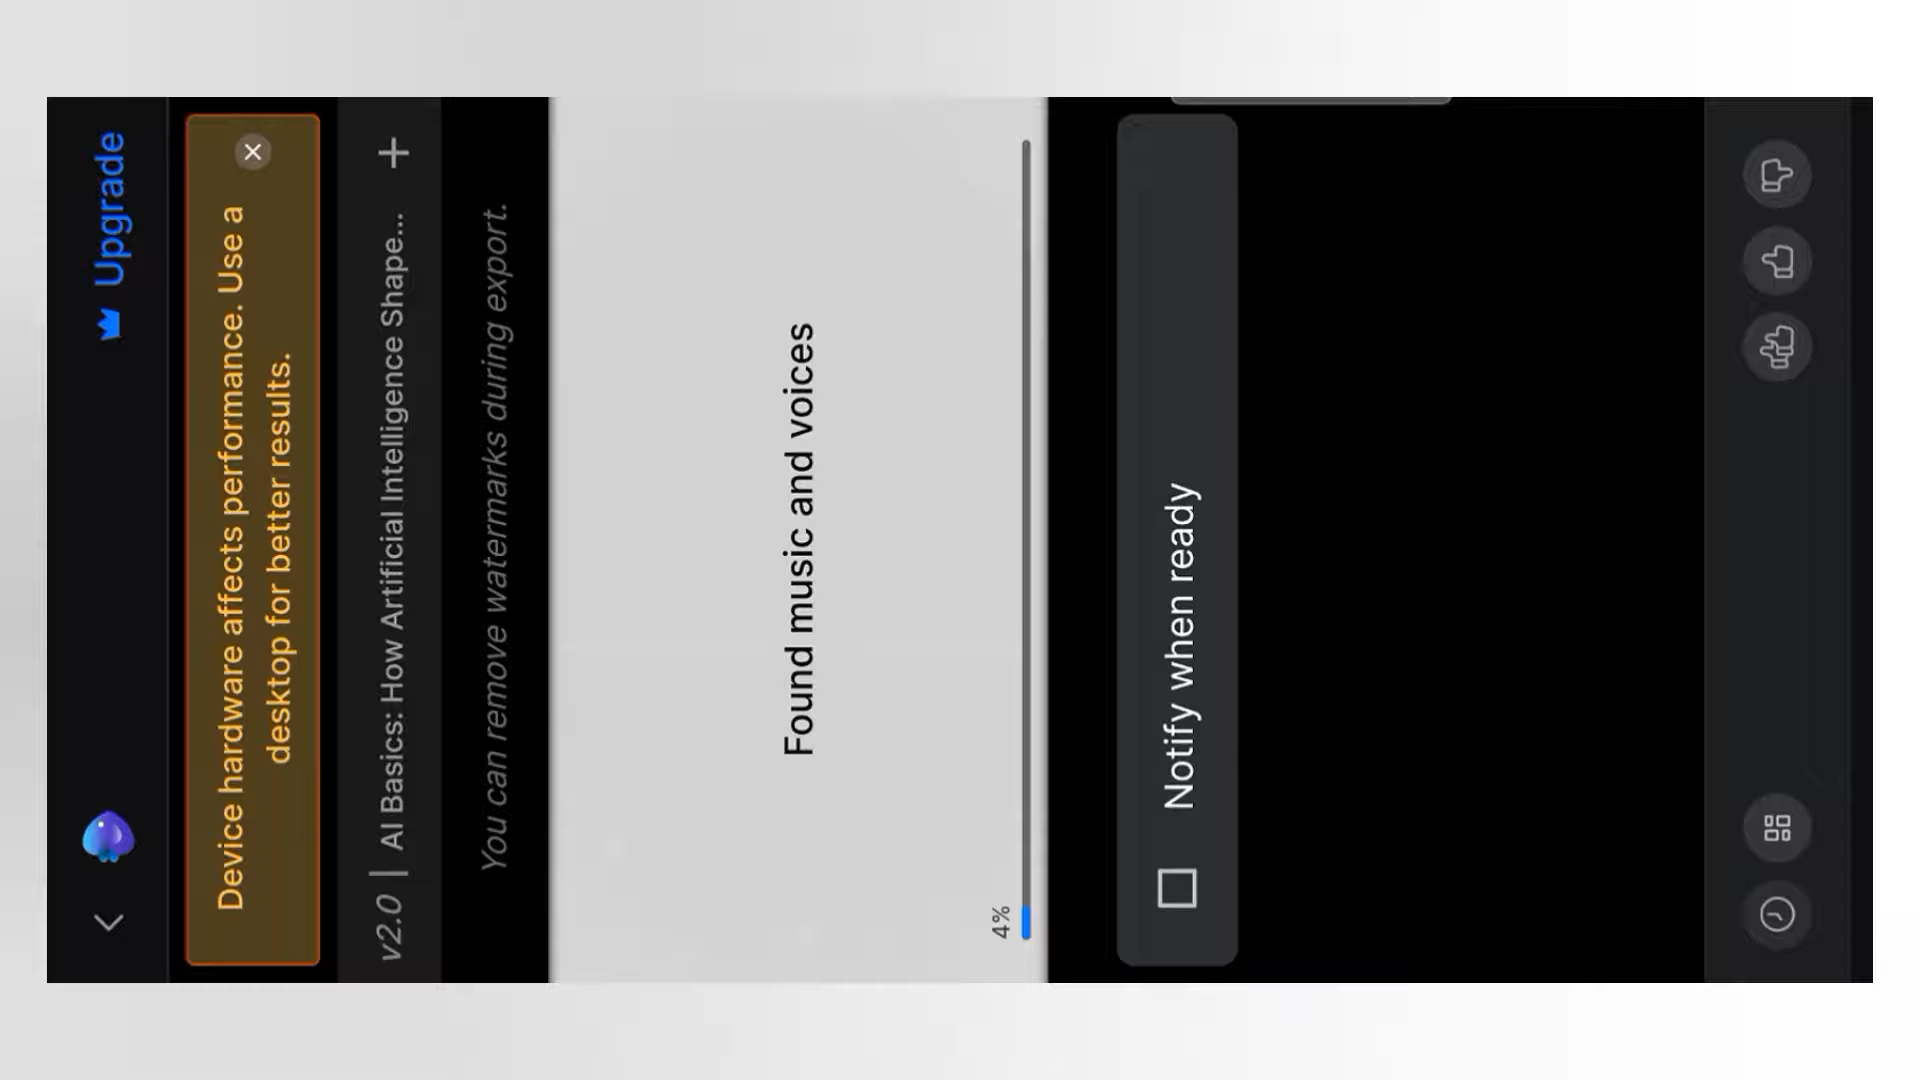 Upgrade
Device hardware affects performance. Use a
desktop for better results.
v2.0 | AI Basics: How Artificial Intelligence Shape...
You can remove watermarks during export.
Found music and voices
4%
Notify when ready